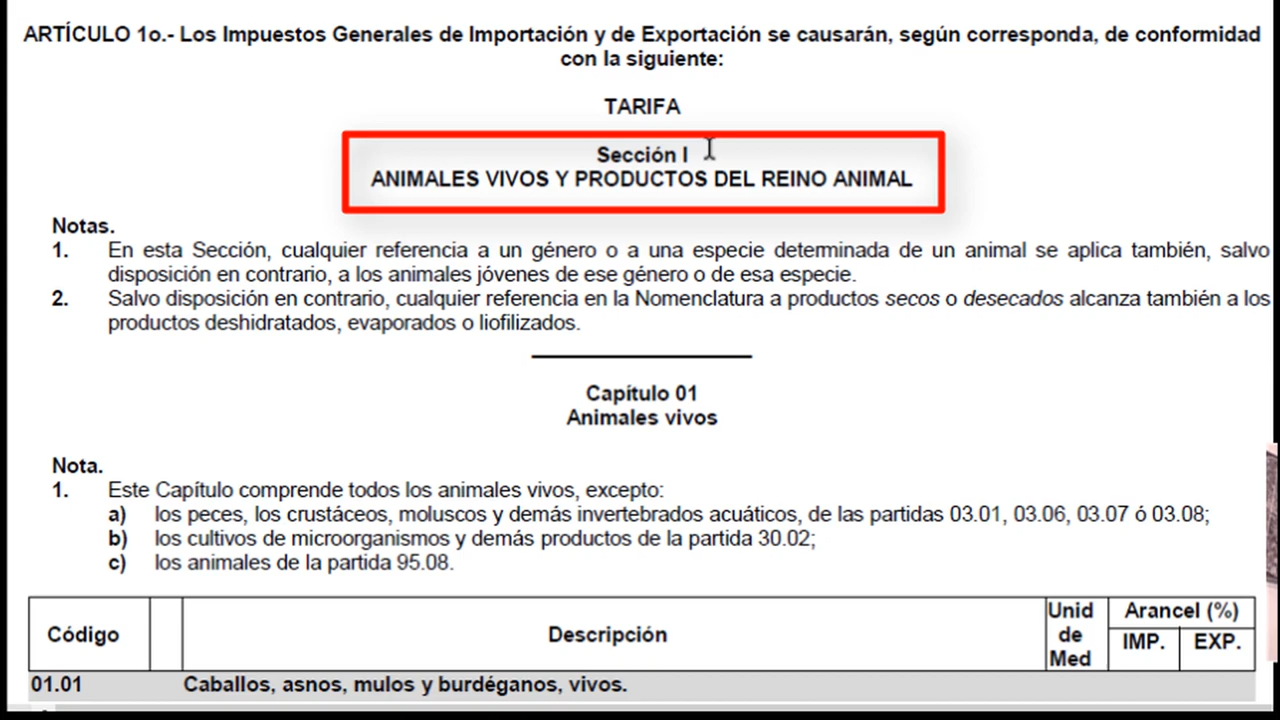 ARTÍCULO 1o.- Los Impuestos Generales de Importación y de Exportación se causarán, según corresponda, de conformidad
con la siguiente:
TARIFA
Sección I
ANIMALES VIVOS Y PRODUCTOS DEL REINO ANIMAL
Notas.
1. En esta Sección, cualquier referencia a un género o a una especie determinada de un animal se aplica también, salvo
disposición en contrario, a los animales jóvenes de ese género o de esa especie.
2. Salvo disposición en contrario, cualquier referencia en la Nomenclatura a productos secos o desecados alcanza también a los
productos deshidratados, evaporados o liofilizados.
Capítulo 01
Animales vivos
Nota.
1. Este Capítulo comprende todos los animales vivos, excepto:
a) los peces, los crustáceos, moluscos y demás invertebrados acuáticos, de las partidas 03.01, 03.06, 03.07 ó 03.08;
b) los cultivos de microorganismos y demás productos de la partida 30.02;
c) los animales de la partida 95.08.
Código Descripción Unid de Med Arancel (%)
IMP. EXP.
01.01 Caballos, asnos, mulos y burdéganos, vivos.